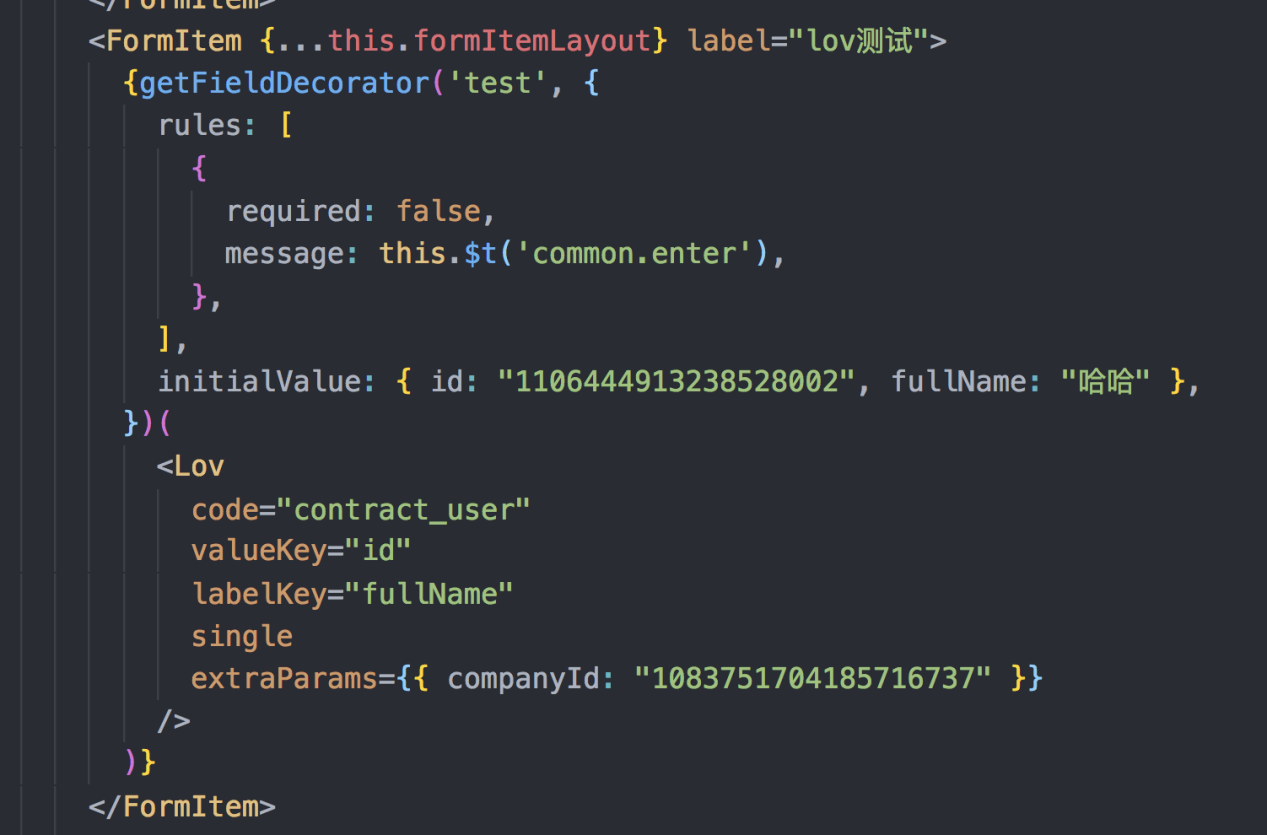 </FormItem>
<FormItem {...this.formItemLayout} label="lov测试">
{getFieldDecorator('test', {
rules: [
{
required: false,
message: this.$t('common.enter'),
},
],
initialValue: { id: "1106444913238528002", fullName: "哈哈" },
})(
<Lov
code="contract_user"
valueKey="id"
labelKey="fullName"
single
extraParams={{ companyId: "1083751704185716737" }}
/>
)}
</FormItem>